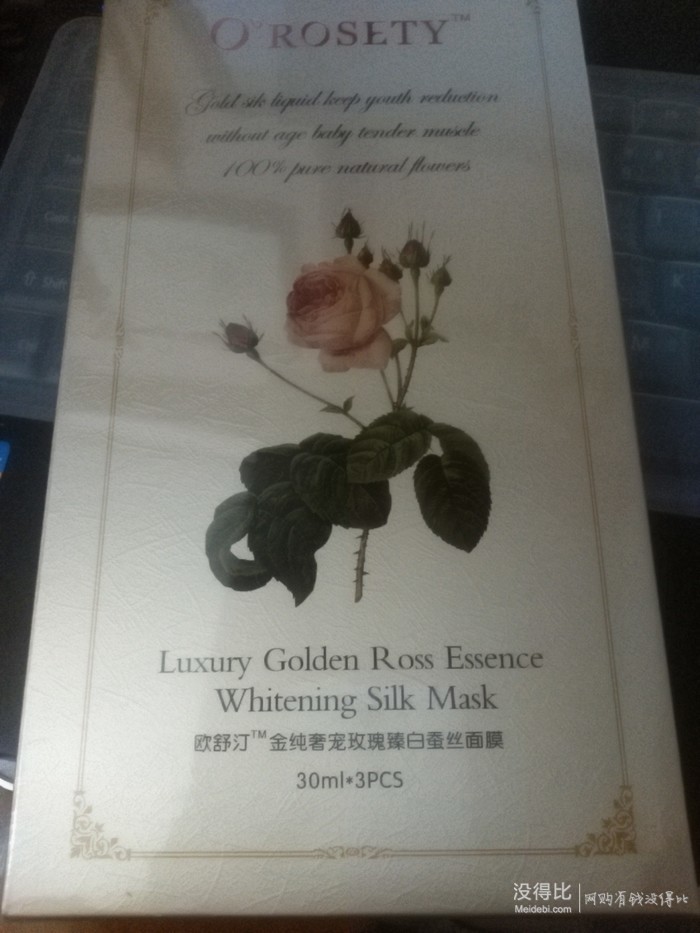 O'ROSETY™
Gold silk liquid keep youth reduction
without age baby tender muscle
100% pure natural flowers
Luxury Golden Ross Essence
Whitening Silk Mask
欧舒汀™金纯奢宠玫瑰臻白蚕丝面膜
30ml*3PCS
Shift
没得比
Meidebi.com
网购有钱没得比